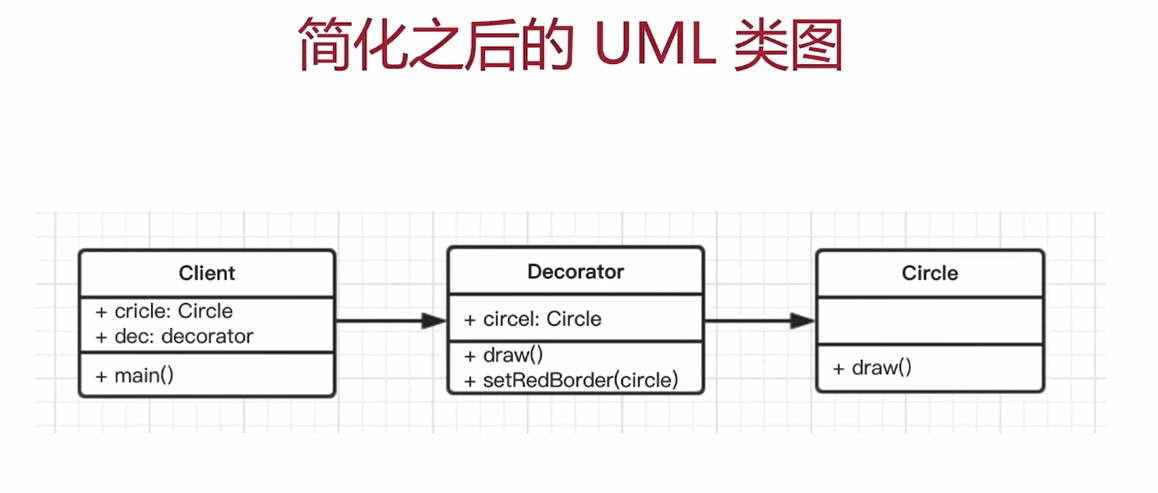 简化之后的 UML 类图
Client
+ cricle: Circle
+ dec: decorator
+ main()
Decorator
+ circel: Circle
+ draw()
+ setRedBorder(circle)
Circle
+ draw()